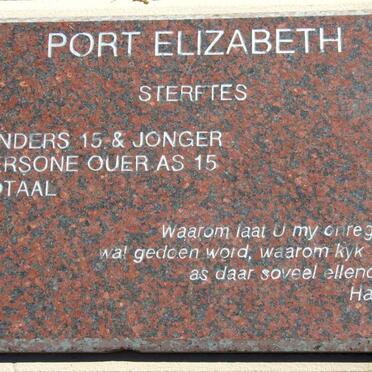 PORT ELIZABETH
STERFTES
NDERS 15 & JONGER
ERSONE OUER AS 15
OTAAL
Waarom laat U my onreg
wat gedoen word, waarom kyk
as daar soveel ellend
Ha